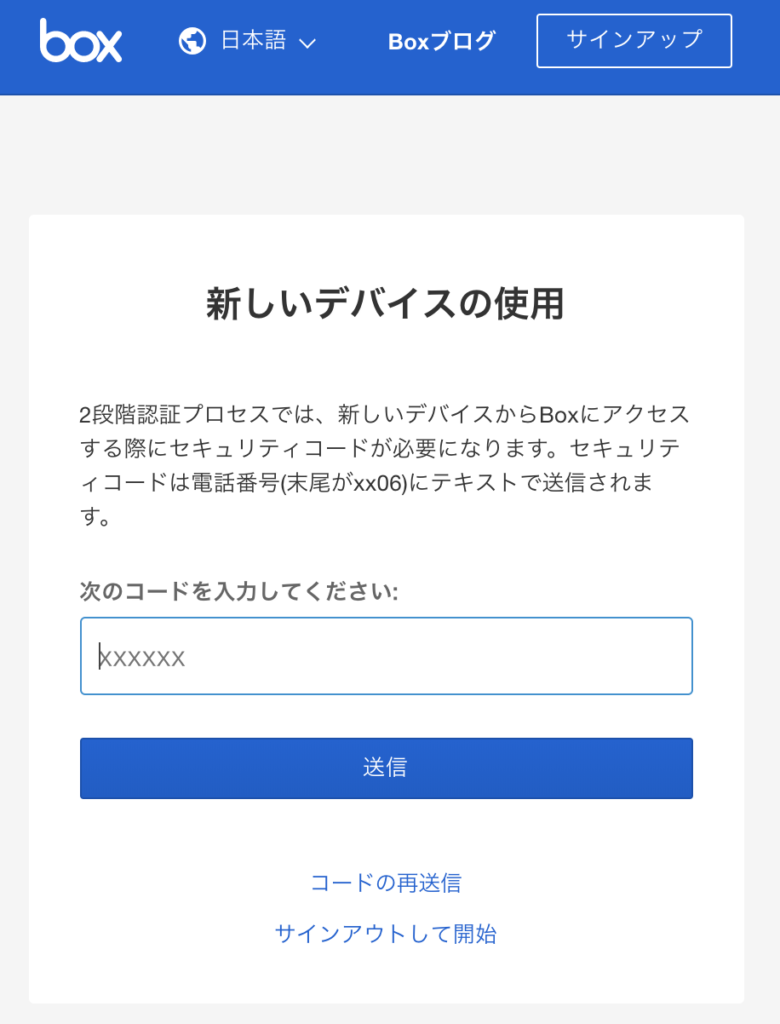 box
日本語
Boxブログ
サインアップ
新しいデバイスの使用
2段階認証プロセスでは、新しいデバイスからBoxにアクセス
する際にセキュリティコードが必要になります。セキュリテ
ィコードは電話番号(末尾がxx06)にテキストで送信されま
す。
次のコードを入力してください:
xxxxxx
送信
コードの再送信
サインアウトして開始